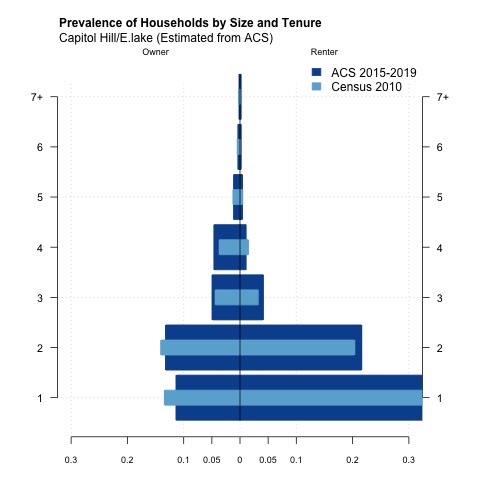 Prevalence of Households by Size and Tenure
Capitol Hill/E.lake (Estimated from ACS)
Owner Renter
ACS 2015-2019
Census 2010
7+ 7+
6 6
5 5
4 4
3 3
2 2
1 1
0.3 0.2 0.1 0.05 0 0.05 0.1 0.2 0.3